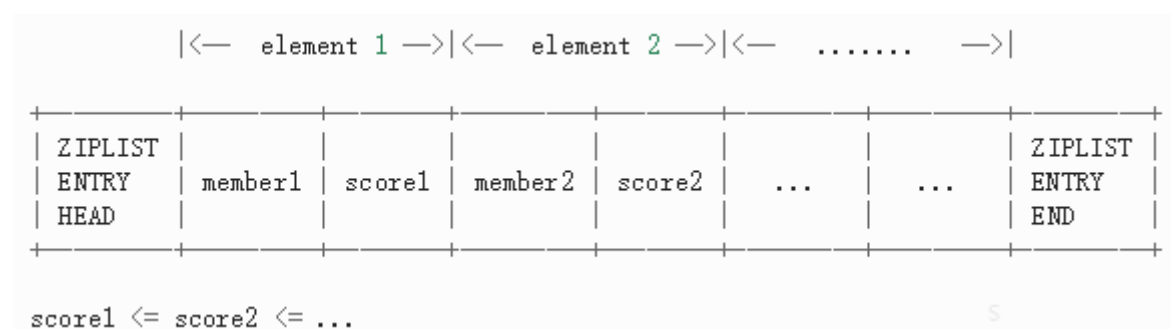 |<—  element 1 —>|<—  element 2 —>|<—  .......  —>|
+—————————+—————————+————————+—————————+————————+—————————+—————————+—————————+
| ZIPLIST |         |        |         |        |         |         | ZIPLIST |
| ENTRY   | member1 | score1 | member2 | score2 |   ...   |   ...   | ENTRY   |
| HEAD    |         |        |         |        |         |         | END     |
+—————————+—————————+————————+—————————+————————+—————————+—————————+—————————+
score1 <= score2 <= ...
S